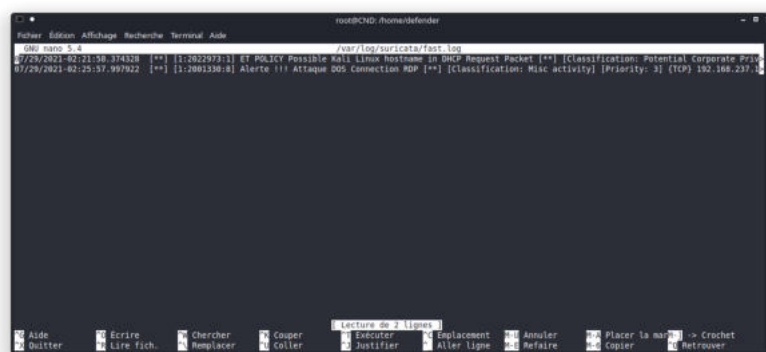 root@CND: /home/defender
Fichier Édition Affichage Recherche Terminal Aide
GNU nano 5.4 /var/log/suricata/fast.log
07/29/2021-02:21:58.374328 [**] [1:2022973:1] ET POLICY Possible Kali Linux hostname in DHCP Request Packet [**] [Classification: Potential Corporate Priv>
07/29/2021-02:25:57.997922 [**] [1:2001330:8] Alerte !!! Attaque DOS Connection RDP [**] [Classification: Misc activity] [Priority: 3] {TCP} 192.168.237.1>
[ Lecture de 2 lignes ]
^G Aide ^O Écrire ^W Chercher ^K Couper ^T Exécuter ^C Emplacement M-U Annuler M-A Placer la mar M-] -> Crochet
^X Quitter ^R Lire fich. ^\ Remplacer ^U Coller ^J Justifier ^_ Aller ligne M-E Refaire M-6 Copier ^Q Retrouver